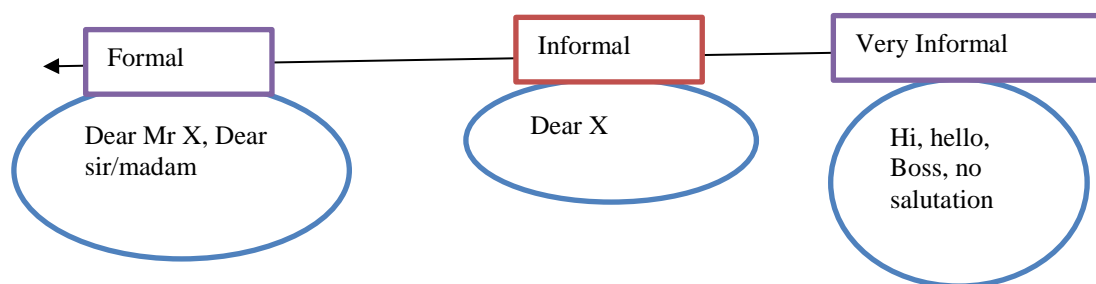 Formal
Informal
Very Informal
Dear Mr X, Dear
sir/madam
Dear X
Hi, hello,
Boss, no
salutation